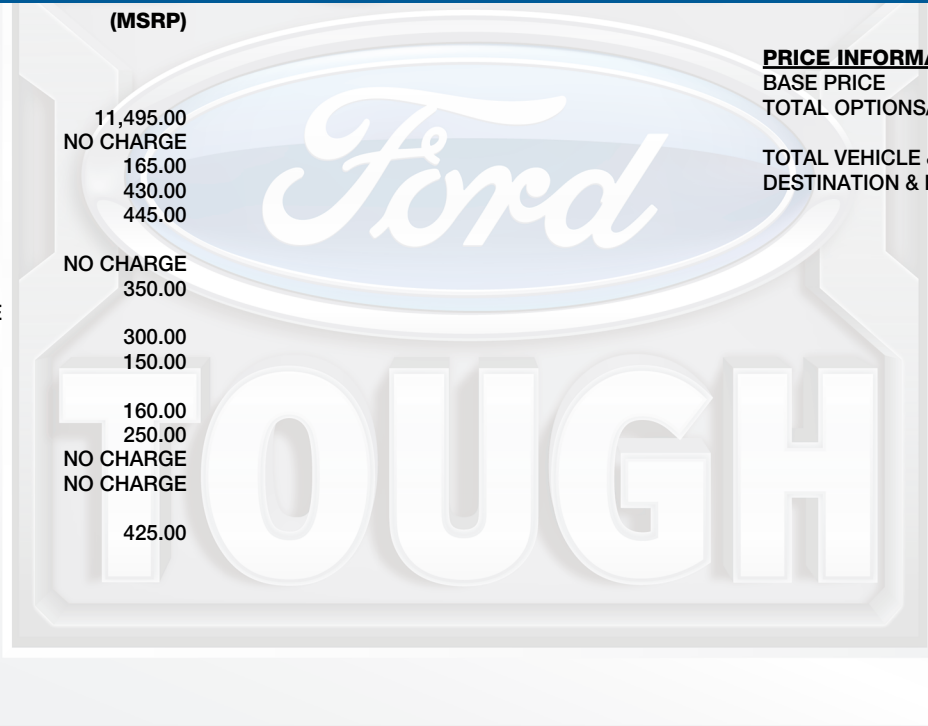 (MSRP)
11,495.00
NO CHARGE
165.00
430.00
445.00
NO CHARGE
350.00
300.00
150.00
160.00
250.00
NO CHARGE
NO CHARGE
425.00
PRICE INFORMA
BASE PRICE
TOTAL OPTIONS
TOTAL VEHICLE
DESTINATION &
Ford
TOUGH